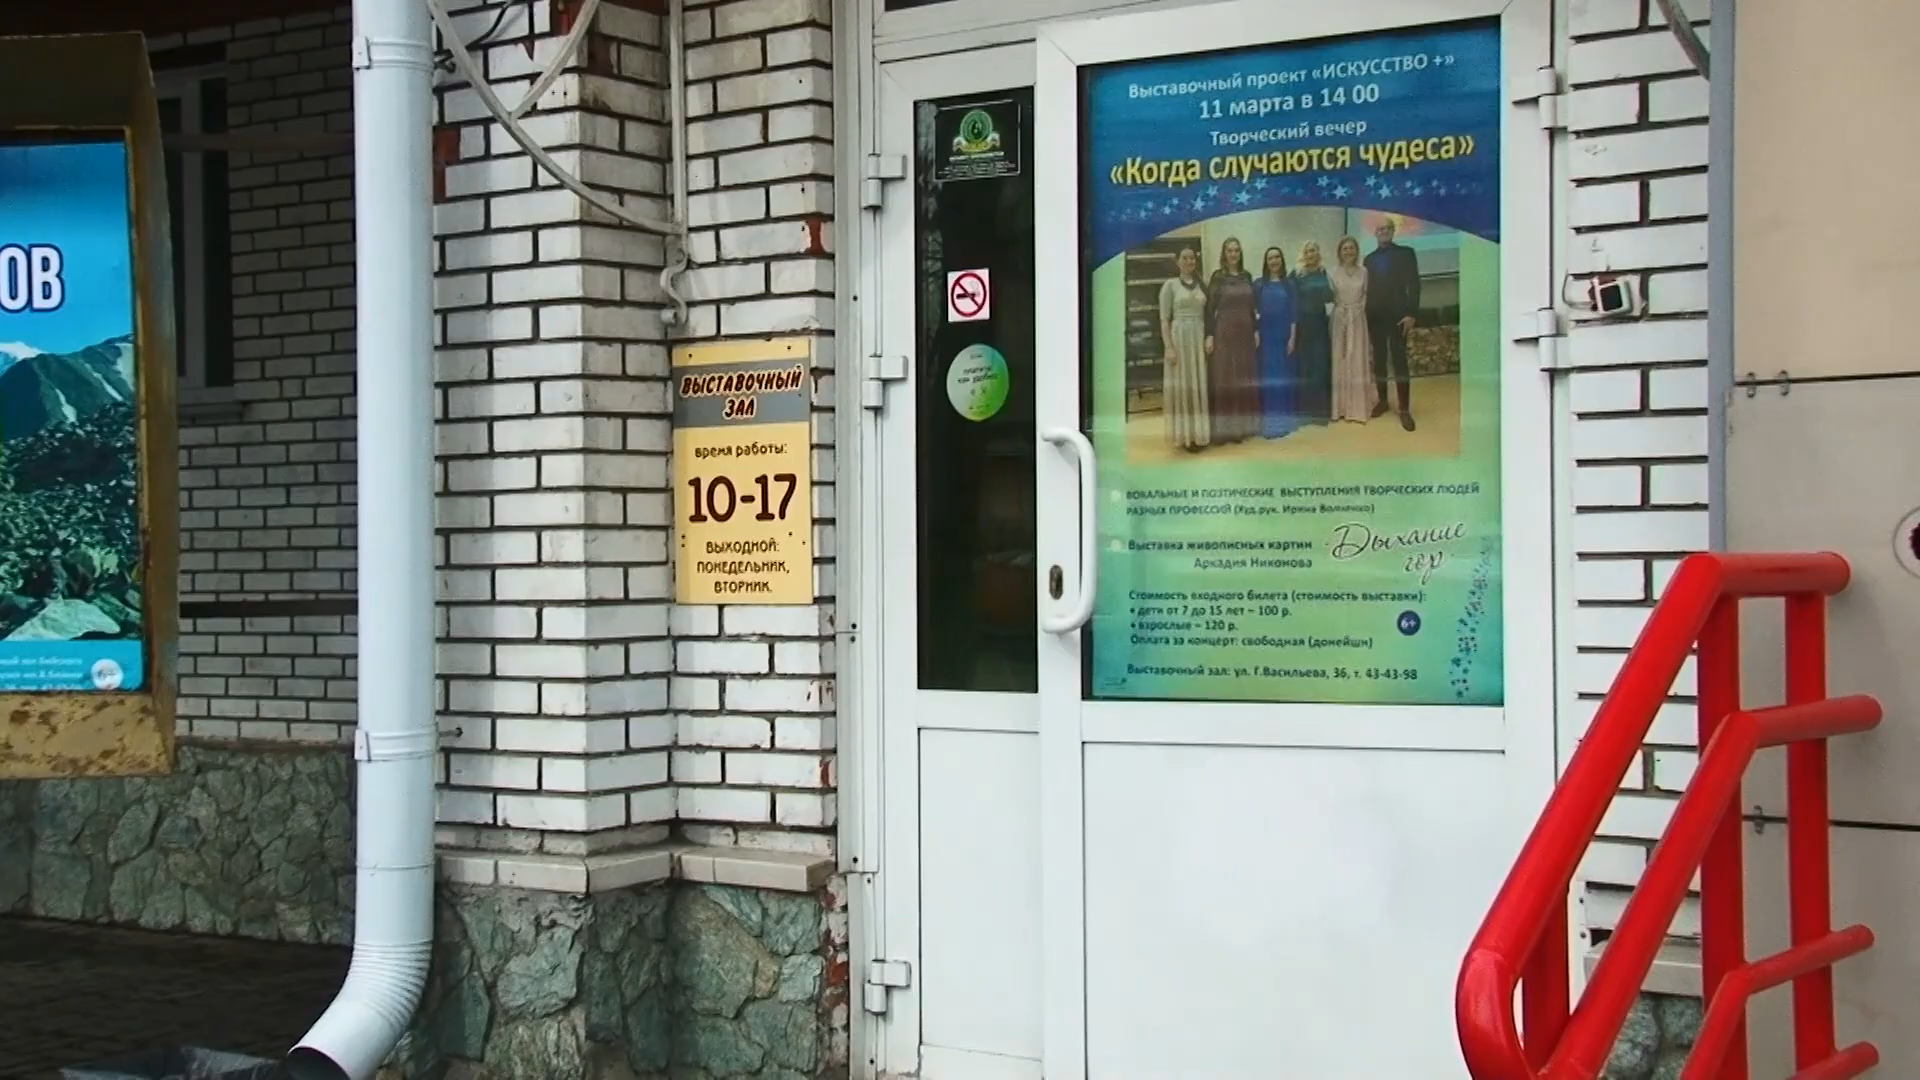 ОВ
ВЫСТАВОЧНЫЙ
ЗАЛ
время работы:
10-17
ВЫХОДНОЙ:
ПОНЕДЕЛЬНИК,
ВТОРНИК.
Выставочный проект «ИСКУССТВО +»
11 марта в 14 00
Творческий вечер
«Когда случаются чудеса»
ВОКАЛЬНЫЕ И ПОЭТИЧЕСКИЕ ВЫСТУПЛЕНИЯ ТВОРЧЕСКИХ ЛЮДЕЙ
РАЗНЫХ ПРОФЕССИЙ (Худ.рук. Ирина
Выставка живописных картин
Аркадия Никонова
Дыхание
гор
Стоимость входного билета (стоимость выставки):
• дети от 7 до 15 лет – 100 р.
• взрослые – 120 р.
6+
Оплата за концерт: свободная (донейшн)
Выставочный зал: ул. Г.Васильева, 36, т. 43-43-98